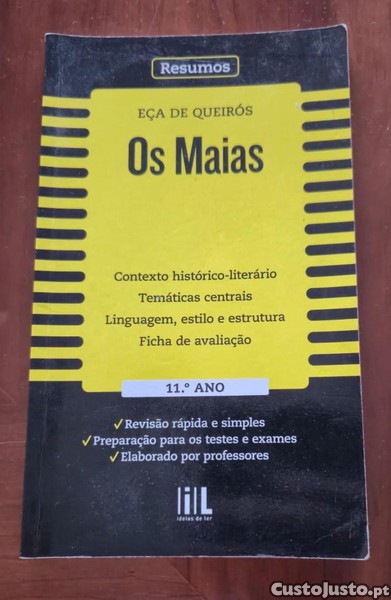 Resumos
EÇA DE QUEIRÓS
Os Maias
Contexto histórico-literário
Temáticas centrais
Linguagem, estilo e estrutura
Ficha de avaliação
11.º ANO
✓Revisão rápida e simples
✓Preparação para os testes e exames
✓Elaborado por professores
iL
ideias de ler
CustoJusto.pt